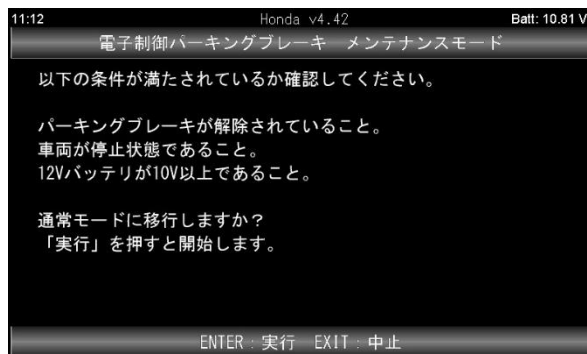 11:12 Honda v4.42 Batt: 10.81 V
電子制御パーキングブレーキ メンテナンスモード
以下の条件が満たされているか確認してください。
パーキングブレーキが解除されていること。
車両が停止状態であること。
12Vバッテリが10V以上であること。
通常モードに移行しますか?
「実行」を押すと開始します。
ENTER:実行 EXIT:中止